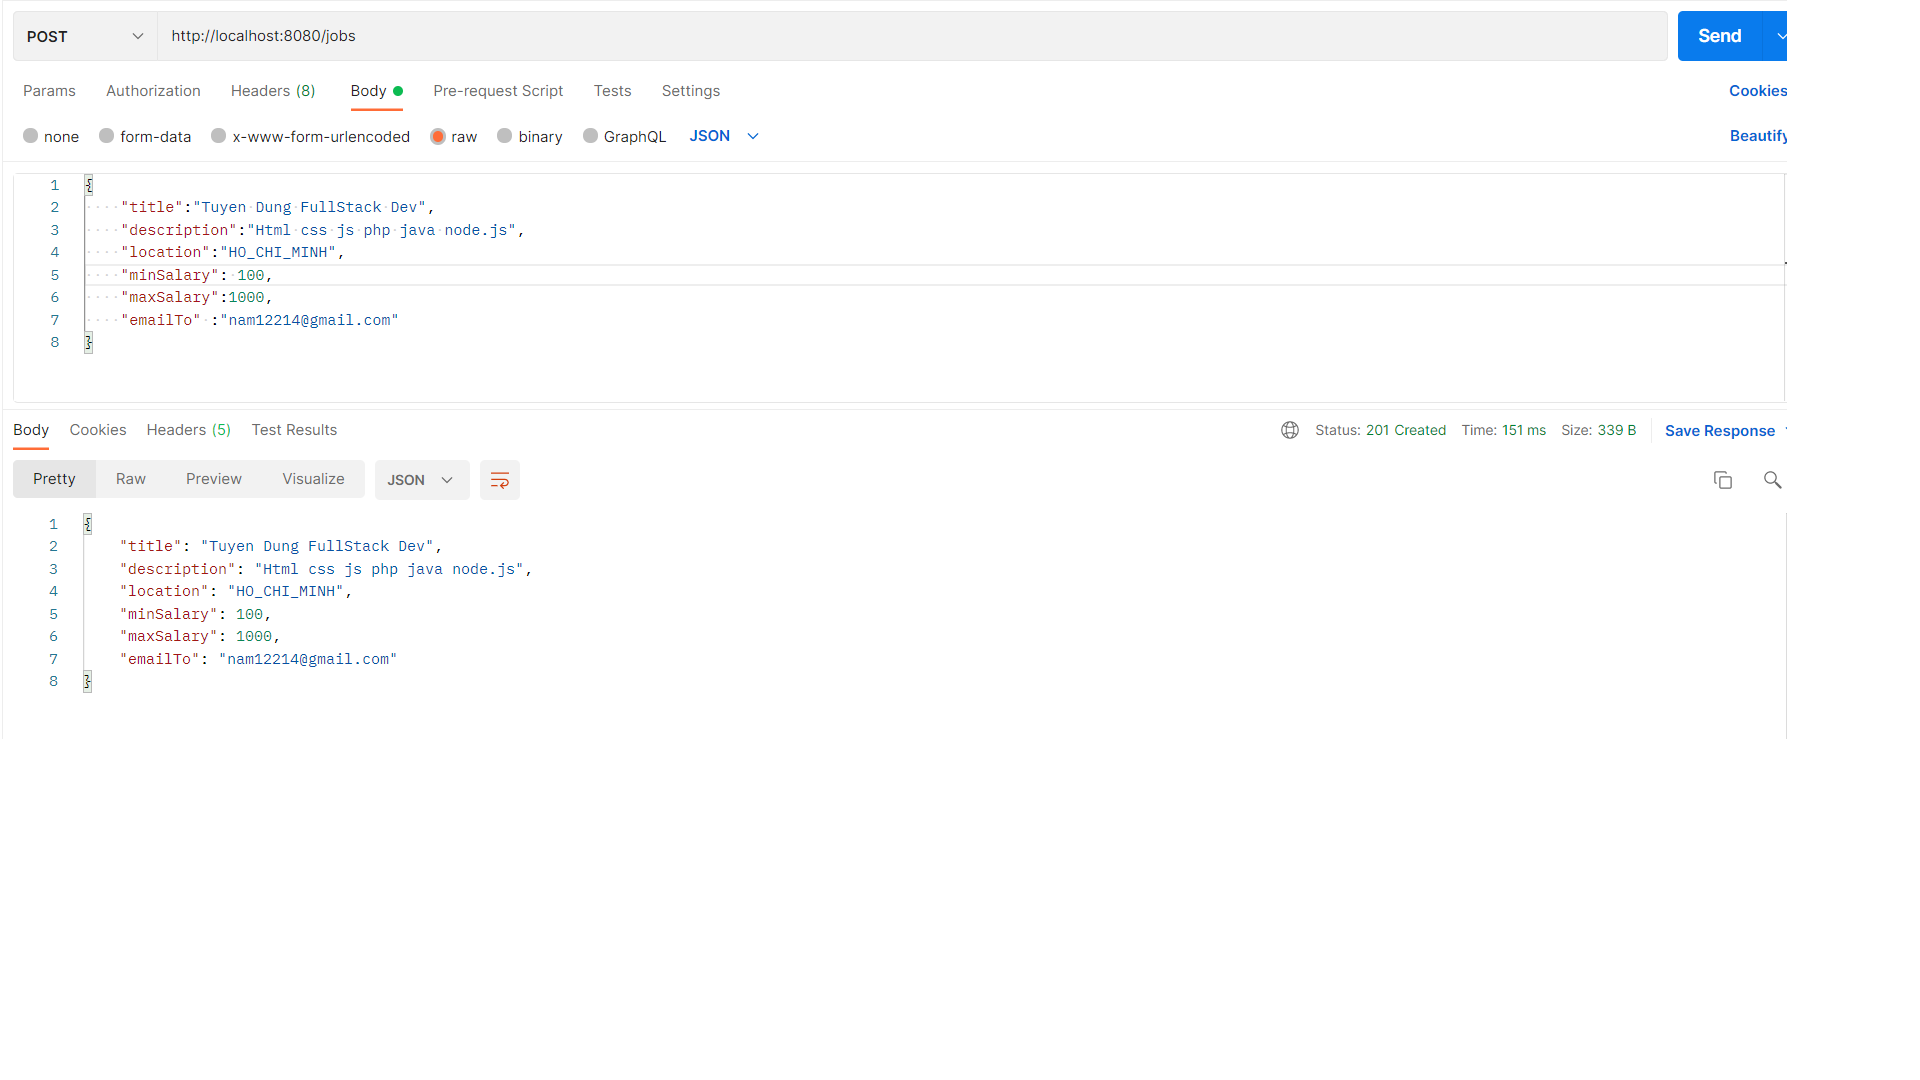 POST http://localhost:8080/jobs Send
Params Authorization Headers (8) Body Pre-request Script Tests Settings Cookies
none form-data x-www-form-urlencoded raw binary GraphQL JSON Beautify
1 {
2 "title":"Tuyen Dung FullStack Dev",
3 "description":"Html css js php java node.js",
4 "location":"HO_CHI_MINH",
5 "minSalary": 100,
6 "maxSalary":1000,
7 "emailTo" :"nam12214@gmail.com"
8 }
Body Cookies Headers (5) Test Results Status: 201 Created Time: 151 ms Size: 339 B Save Response
Pretty Raw Preview Visualize JSON
1 {
2 "title": "Tuyen Dung FullStack Dev",
3 "description": "Html css js php java node.js",
4 "location": "HO_CHI_MINH",
5 "minSalary": 100,
6 "maxSalary": 1000,
7 "emailTo": "nam12214@gmail.com"
8 }